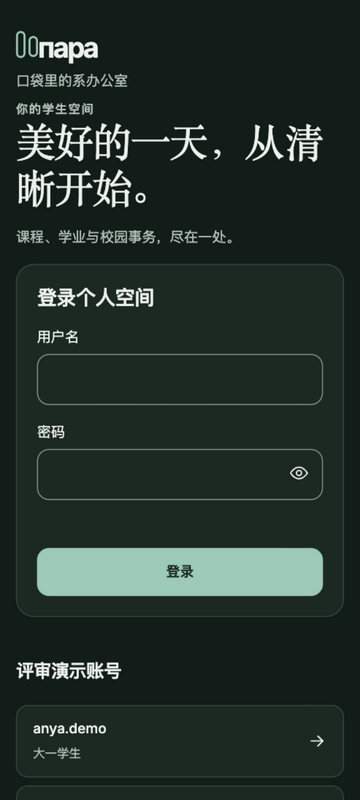 пара
口袋里的系办公室
你的学生空间
美好的一天，从清
晰开始。
课程、学业与校园事务，尽在一处。
登录个人空间
用户名
密码
登录
评审演示账号
anya.demo
大一学生